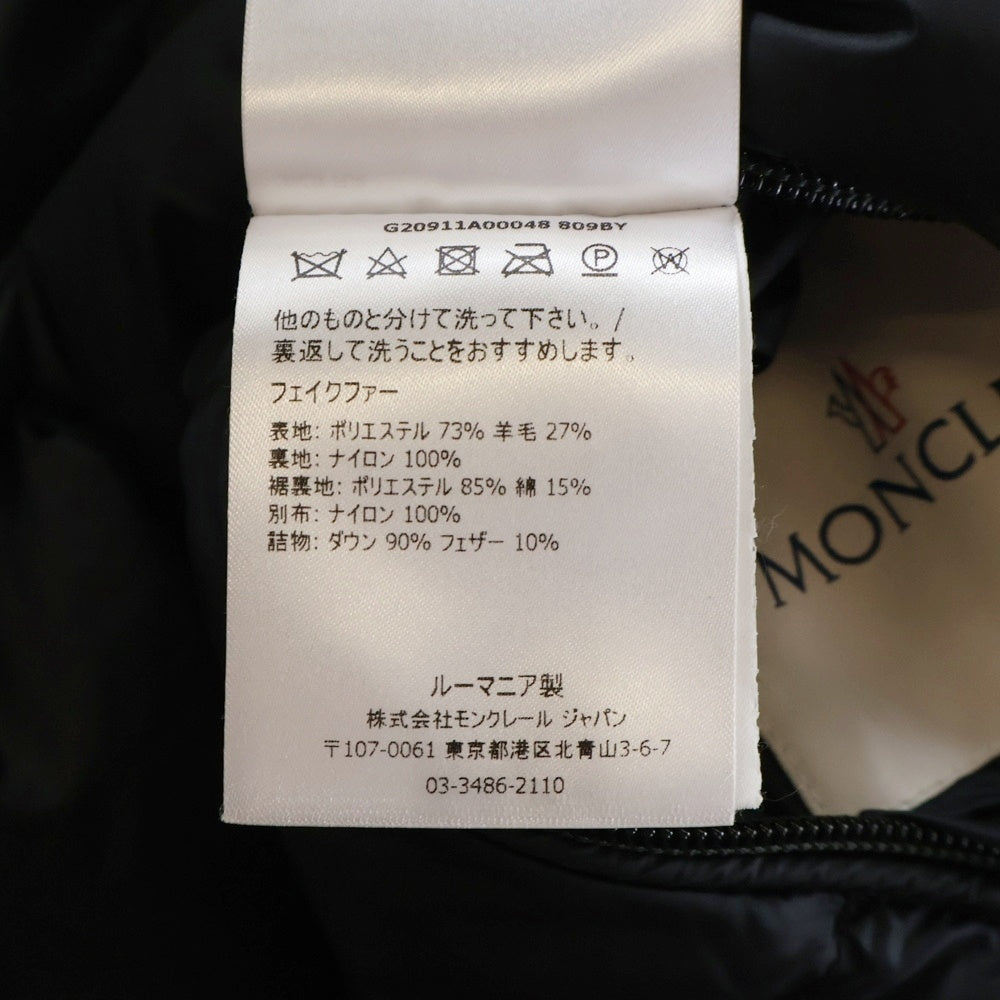 G20911A00048 809BY
P
W
他のものと分けて洗って下さい。/
裏返して洗うことをおすすめします。
フェイクファー
表地: ポリエステル 73% 羊毛 27%
裏地: ナイロン 100%
裾裏地: ポリエステル 85% 綿 15%
別布: ナイロン 100%
詰物: ダウン 90% フェザー 10%
ルーマニア製
株式会社モンクレール ジャパン
〒107-0061 東京都港区北青山3-6-7
03-3486-2110
MONCL